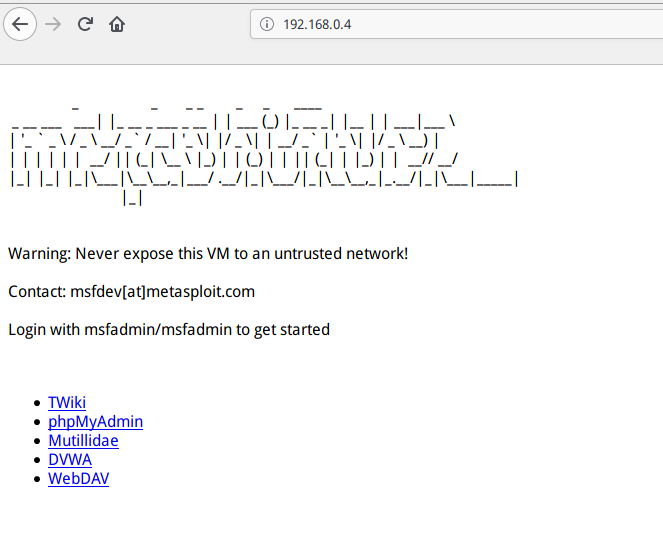 192.168.0.4
metasploitable2
Warning: Never expose this VM to an untrusted network!
Contact: msfdev[at]metasploit.com
Login with msfadmin/msfadmin to get started
TWiki
phpMyAdmin
Mutillidae
DVWA
WebDAV